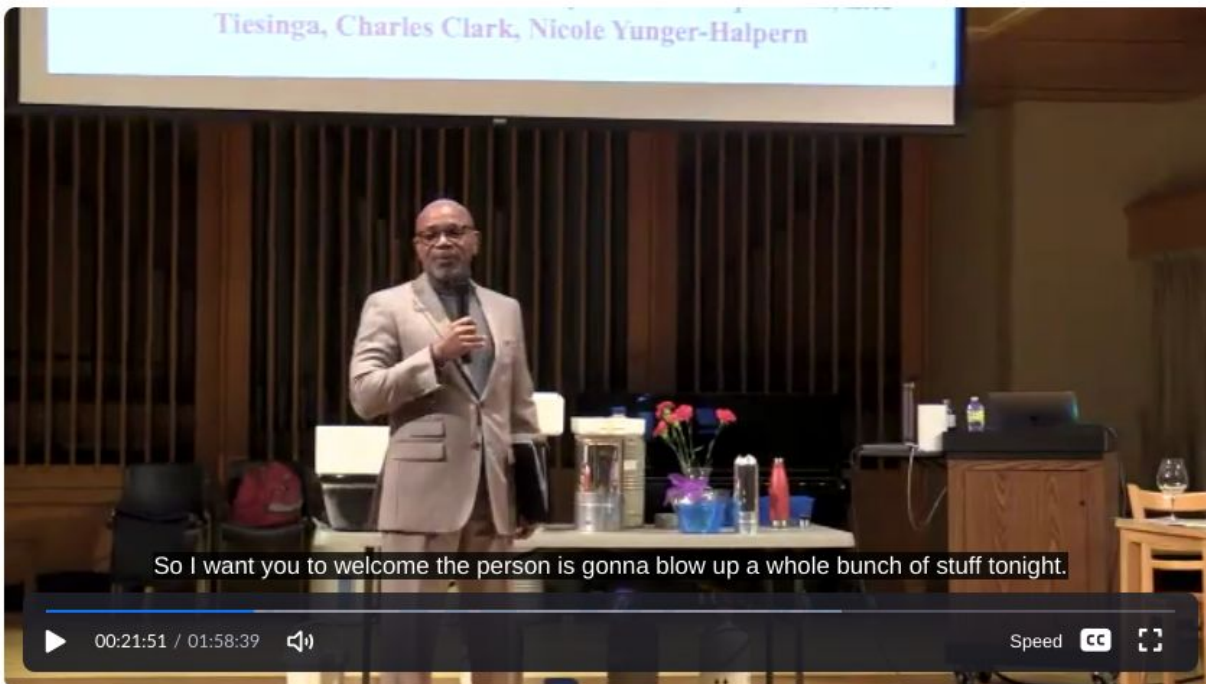 Tiesinga, Charles Clark, Nicole Yunger-Halpern
So I want you to welcome the person is gonna blow up a whole bunch of stuff tonight.
00:21:51 / 01:58:39
Speed
CC